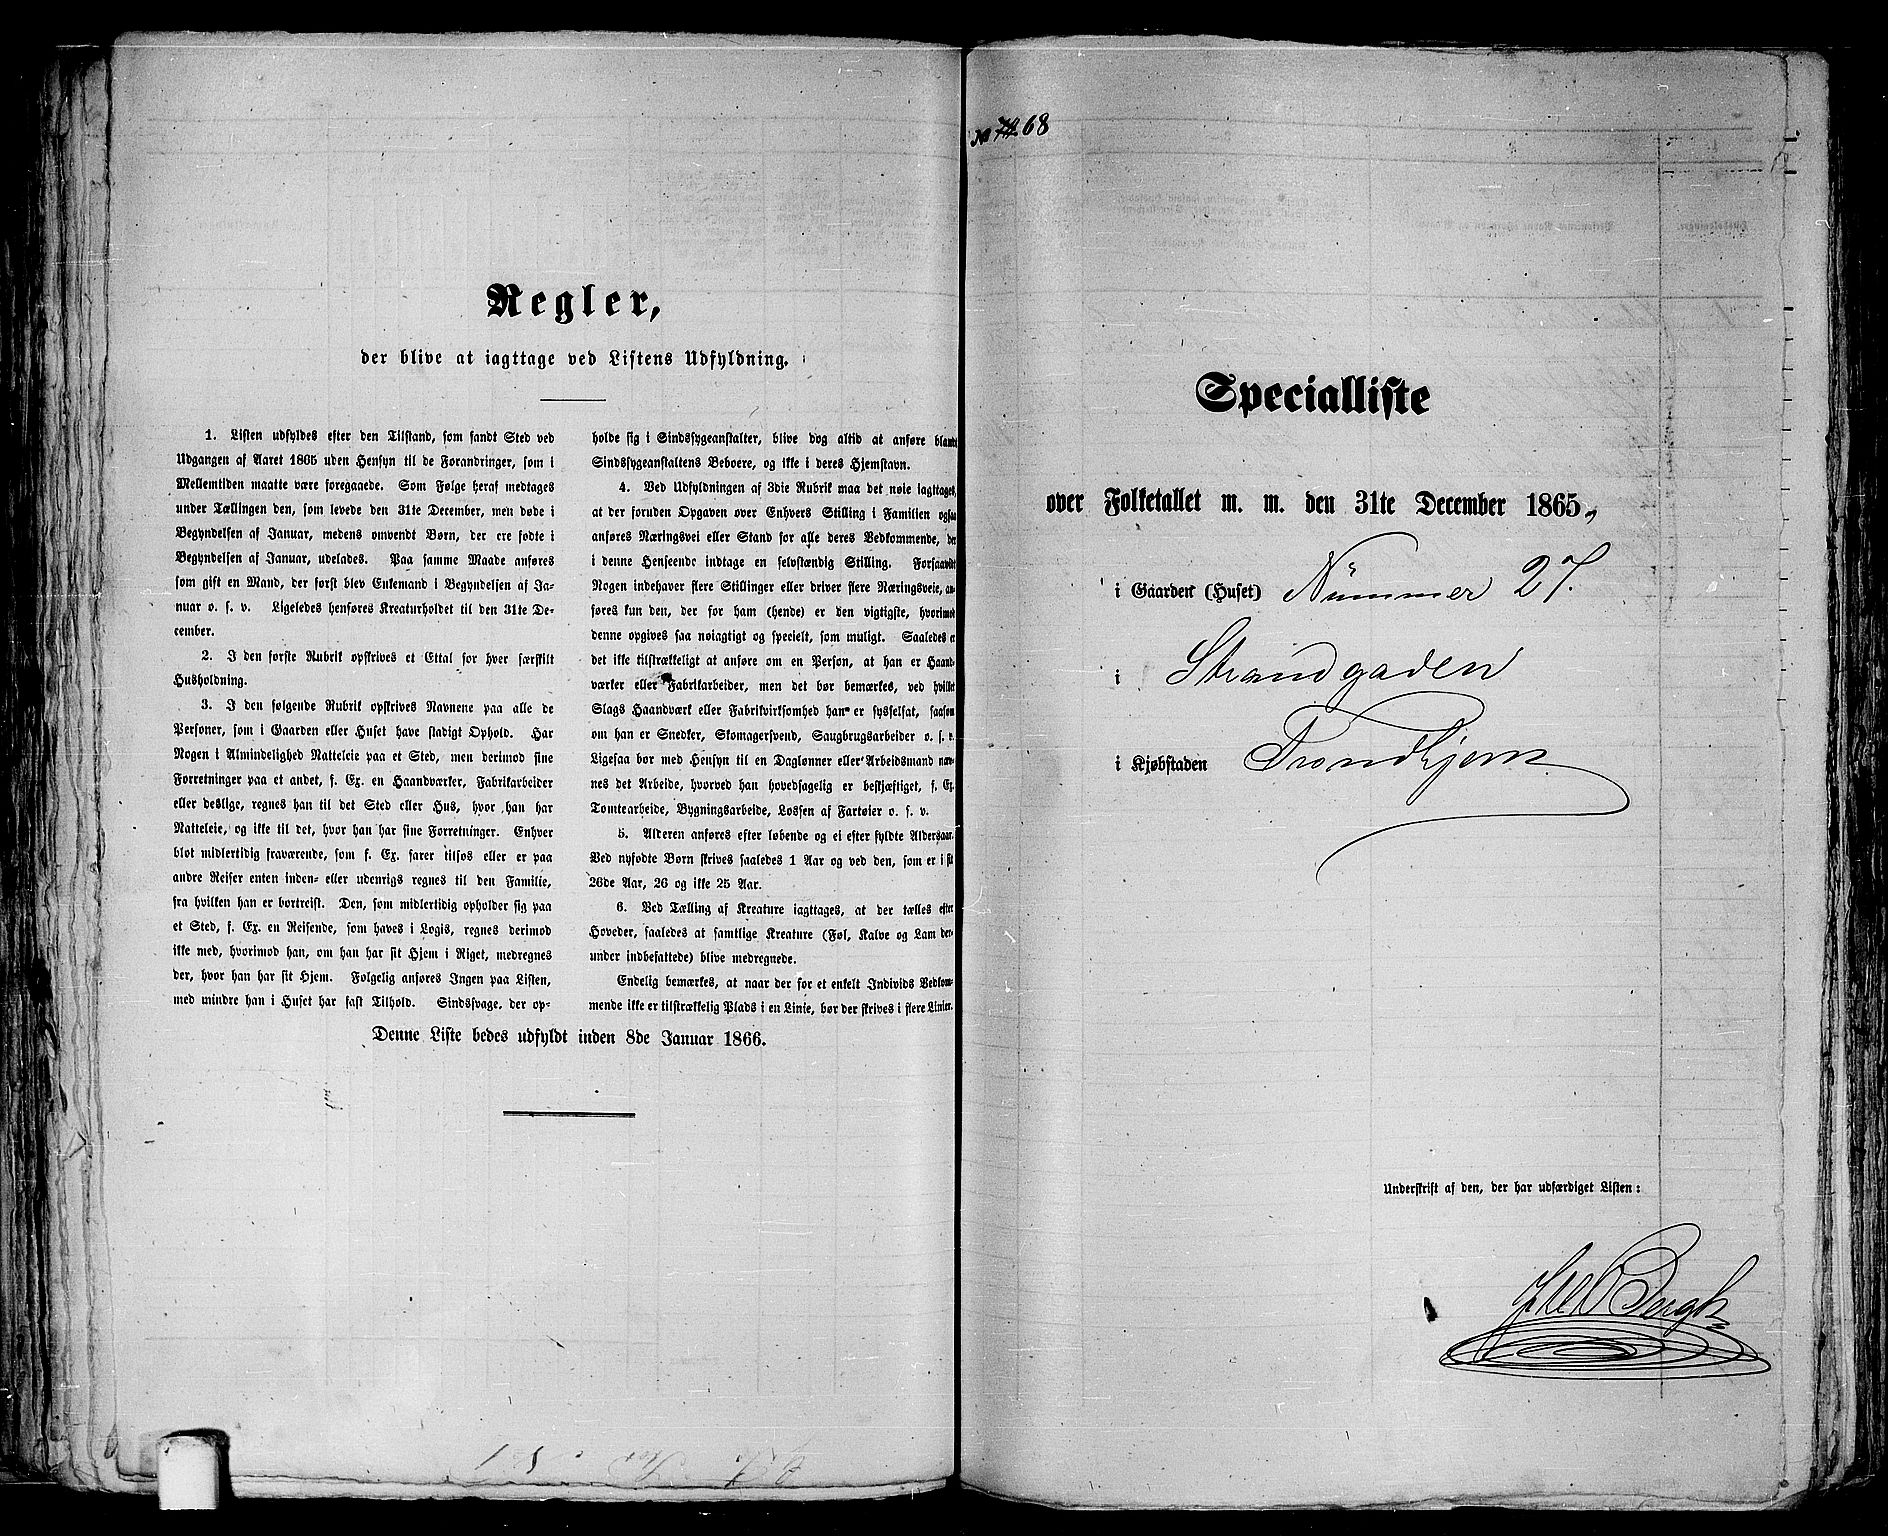 Regler,
der blive at iagttage ved Listens Udfyldning.
1. Listen udfyldes efter den Tilstand, som fandt Sted ved
Udgangen af Aaret 1865 uden Hensyn til de Forandringer, som i
Mellemtiden maatte være foregaaede. Som Følge heraf medtages
under Tællingen den, som levede den 31te December, men døde i
Begyndelsen af Januar, medens omvendt Børn, der ere fødte i
Begyndelsen af Januar, udelades. Paa samme Maade anføres
som gift en Mand, der først blev Enkemand i Begyndelsen af Ja-
nuar o. s. v. Ligeledes henføres Kreaturholdet til den 31te De-
cember.
2. I den første Rubrik opskrives et Ettal for hver særskilt
Husholdning.
3. I den følgende Rubrik opskrives Navnene paa alle de
Personer, som i Gaarden eller Huset have stadigt Ophold. Har
Nogen i Almindelighed Natteleie paa et Sted, men derimod sine
Forretninger paa et andet, f. Ex. en Haandværker, Fabrikarbeider
eller deslige, regnes han til det Sted eller Hus, hvor han har
Natteleie, og ikke til det, hvor han har sine Forretninger. Enhver
blot midlertidig fraværende, som f. Ex. farer tilsøs eller er paa
andre Reiser enten inden- eller udenrigs regnes til den Familie,
fra hvilken han er bortreist. Den, som midlertidig opholder sig paa
et Sted, f. Ex. en Reisende, som haves i Logis, regnes derimod
ikke med, hvorimod han, om han har sit Hjem i Riget, medregnes
der, hvor han har sit Hjem. Følgelig anføres Ingen paa Listen,
med mindre han i Huset har fast Tilhold. Sindssvage, der op-
holde sig i Sindssygeanstalter, blive dog altid at anføre blandt
Sindssygeanstaltens Beboere, og ikke i deres Hjemstavn.
4. Ved Udfyldningen af 3die Rubrik maa det nøie iagttaget,
at der foruden Opgaven over Enhvers Stilling i Familien ogsaa
anføres Næringsvei eller Stand for alle deres Vedkommende, der
i denne Henseende indtage en selvstændig Stilling. Forsaavidt
Nogen indehaver flere Stillinger eller driver flere Næringsveie, an-
føres kun den, der for ham (hende) er den vigtigste, hvorimod
denne opgives saa nøiagtigt og specielt, som muligt. Saaledes er
det ikke tilstrækkeligt at anføre om en Person, at han er Haand-
værker eller Fabrikarbeider, men det bør bemærkes, ved hvilket
Slags Haandværk eller Fabrikvirksomhed han er sysselsat, saasom
om han er Snedker, Skomagersvend, Saugbrugsarbeider o. s. v.
Ligesaa bør med Hensyn til en Daglønner eller Arbeidsmand næv-
nes det Arbeide, hvorved han hovedsagelig er beskjæftiget, f. Ex.
Tomtearbeide, Bygningsarbeide, Lossen af Fartøier o. s. v.
5. Alderen anføres efter løbende og ei efter fyldte Aldersaar.
Ved nyfødte Børn skrives saaledes 1 Aar og ved den, som er i sit
26de Aar, 26 og ikke 25 Aar.
6. Ved Tælling af Kreature iagttages, at der tælles efter
Hoveder, saaledes at samtlige Kreature (Føl, Kalve og Lam der-
under indbefattede) blive medregnede.
Endelig bemærkes, at naar der for et enkelt Individs Vedkom-
mende ikke er tilstrækkelig Plads i en Linie, bør der skrives i flere Linier.
Denne Liste bedes udfyldt inden 8de Januar 1866.
No 68
Specialliste
over Folketallet m. m. den 31te December 1865,
i Gaarden (Huset) Nummer 27.
i Strandgaden
i Kjøbstaden Trondhjem
Underskrift af den, der har udfærdiget Listen:
Bergh